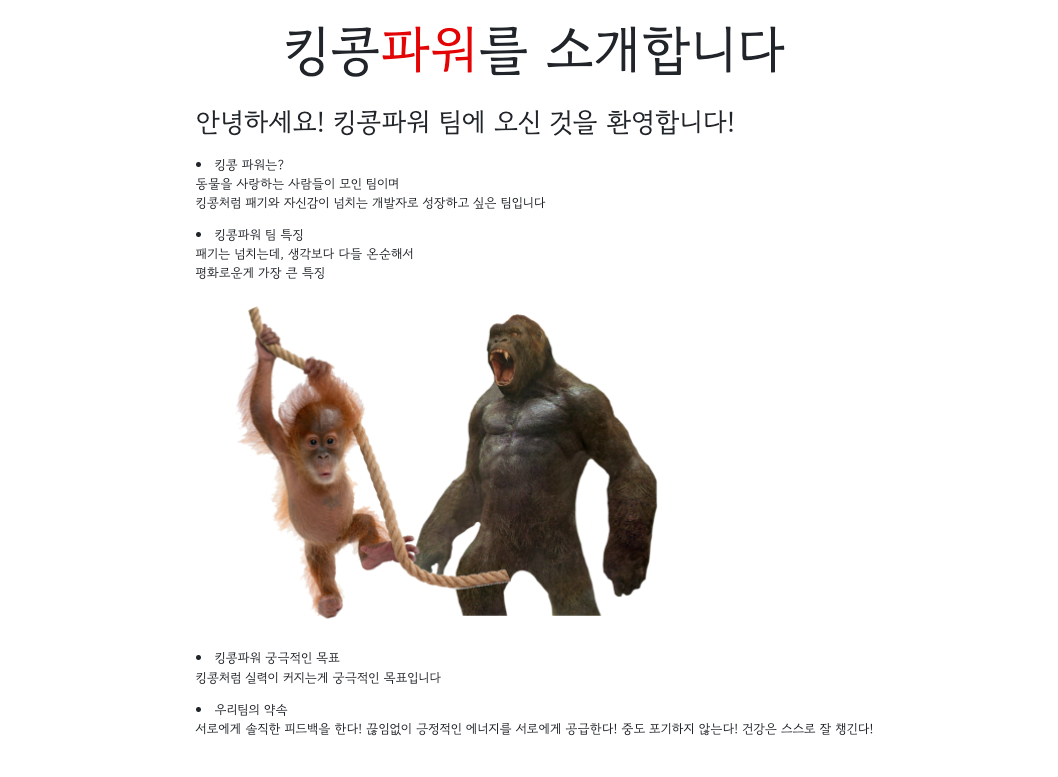 킹콩파워를 소개합니다
안녕하세요! 킹콩파워 팀에 오신 것을 환영합니다!
• 킹콩 파워는?
동물을 사랑하는 사람들이 모인 팀이며
킹콩처럼 패기와 자신감이 넘치는 개발자로 성장하고 싶은 팀입니다
• 킹콩파워 팀 특징
패기는 넘치는데, 생각보다 다들 온순해서
평화로운게 가장 큰 특징
• 킹콩파워 궁극적인 목표
킹콩처럼 실력이 커지는게 궁극적인 목표입니다
• 우리팀의 약속
서로에게 솔직한 피드백을 한다! 끊임없이 긍정적인 에너지를 서로에게 공급한다! 중도 포기하지 않는다! 건강은 스스로 잘 챙긴다!